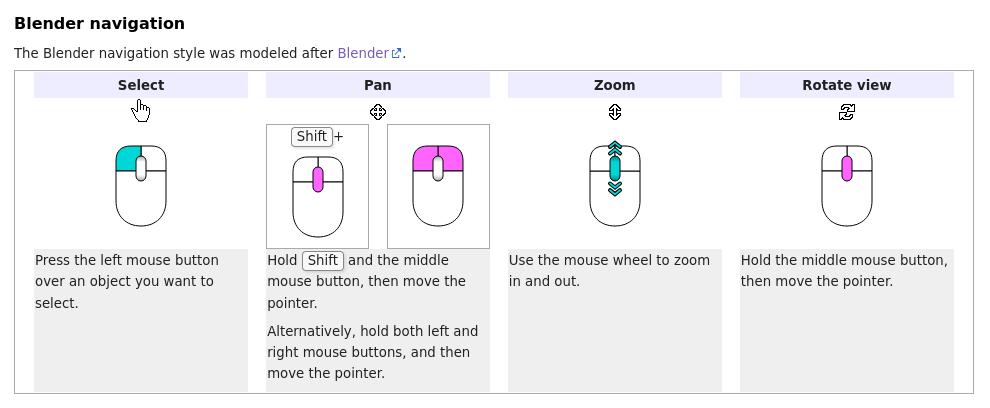 Blender navigation
The Blender navigation style was modeled after Blender.
Select
Pan
Zoom
Rotate view
Shift+
Press the left mouse button
over an object you want to
select.
Hold Shift and the middle
mouse button, then move the
pointer.
Alternatively, hold both left and
right mouse buttons, and then
move the pointer.
Use the mouse wheel to zoom
in and out.
Hold the middle mouse button,
then move the pointer.